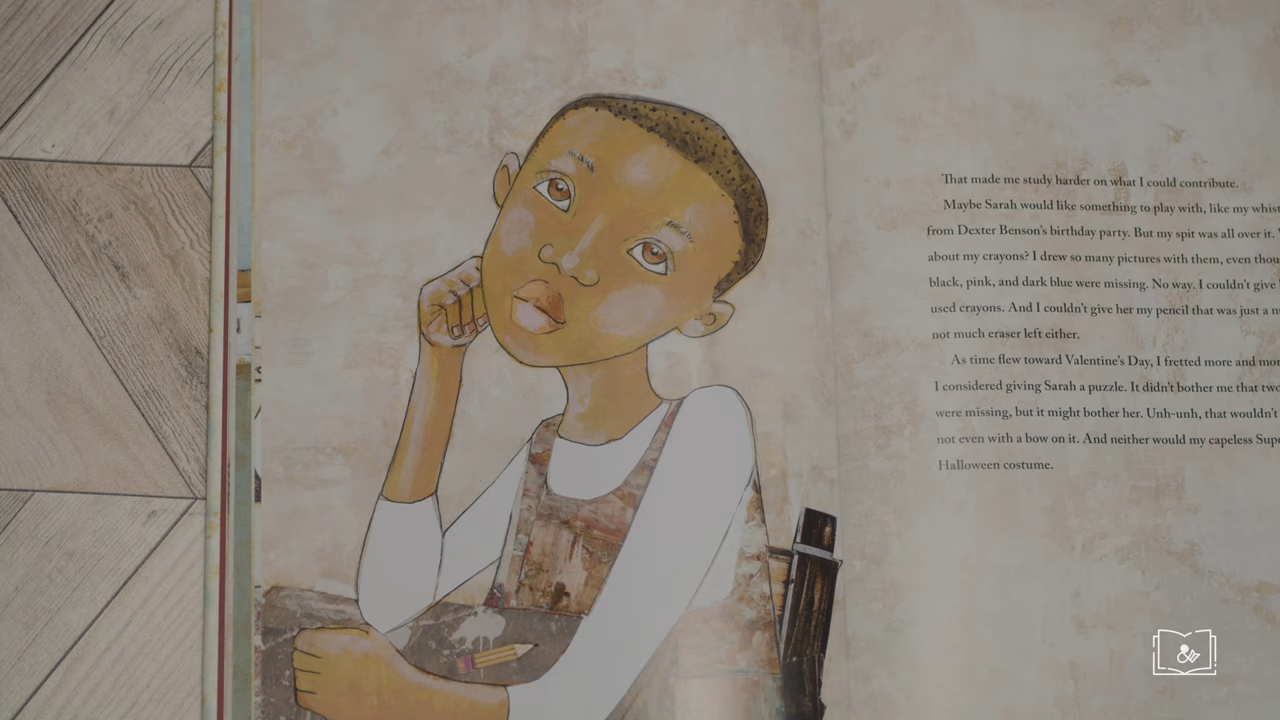 That made me study harder on what I could contribute.
Maybe Sarah would like something to play with, like my
from Dexter Benson's birthday party. But my spit was all over it.
about my crayons? I drew so many pictures with them, even
black, pink, and dark blue were missing. No way. I couldn't give
used crayons. And I couldn't give her my pencil that was just a
not much eraser left either.
As time flew toward Valentine's Day, I fretted more and
I considered giving Sarah a puzzle. It didn't bother me that
were missing, but it might bother her. Unh-unh, that wouldn't
not even with a bow on it. And neither would my capeless
Halloween costume.